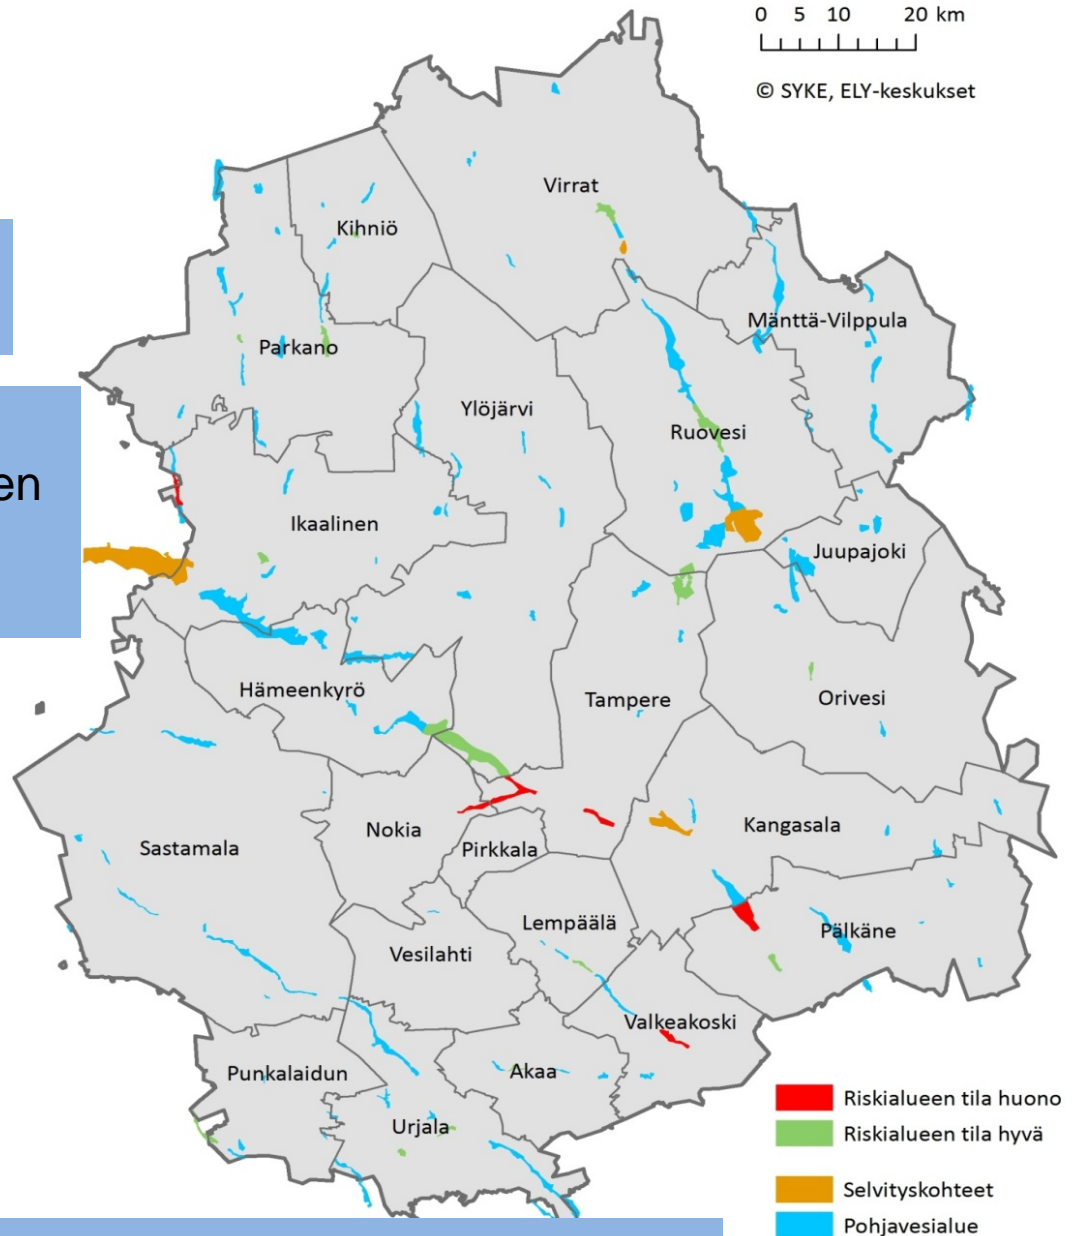 0 5 10 20 km
© SYKE, ELY-keskukset
Virrat
Kihniö
Mänttä-Vilppula
Parkano
Ylöjärvi
Ruovesi
en
Ikaalinen
Juupajoki
Hämeenkyrö
Tampere
Orivesi
Kangasala
Nokia
Sastamala
Pirkkala
Lempäälä
Pälkäne
Vesilahti
Valkeakoski
Punkalaidun
Akaa
Urjala
Riskialueen tila huono
Riskialueen tila hyvä
Selvityskohteet
Pohjavesialue